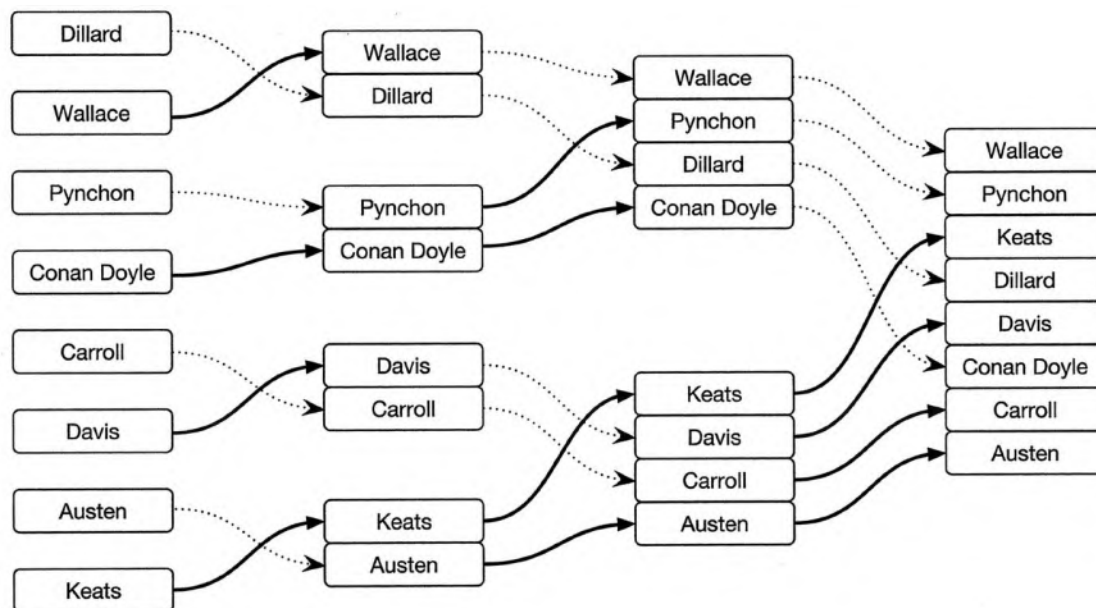 Dillard
Wallace
Pynchon
Conan Doyle
Carroll
Davis
Austen
Keats
Wallace
Dillard
Pynchon
Conan Doyle
Davis
Carroll
Keats
Austen
Wallace
Pynchon
Dillard
Conan Doyle
Keats
Davis
Carroll
Austen
Wallace
Pynchon
Keats
Dillard
Davis
Conan Doyle
Carroll
Austen